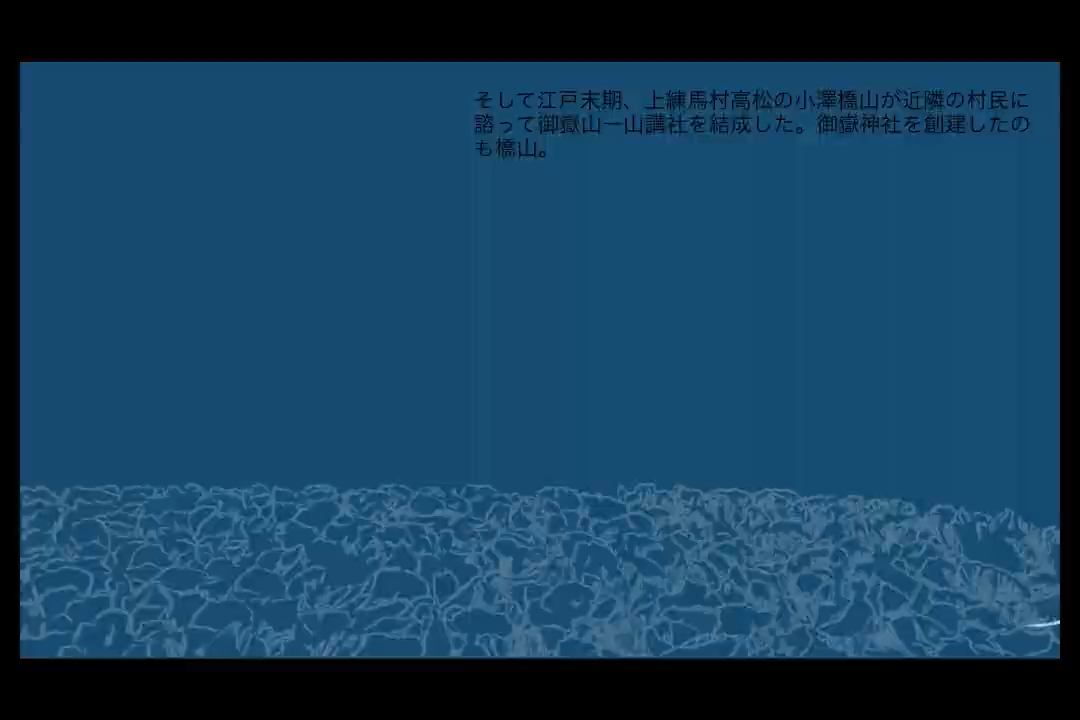 そして江戸末期、上練馬村高松の小澤橋山が近隣の村民に
諮って御嶽山一山講社を結成した。御嶽神社を創建したの
も橋山。